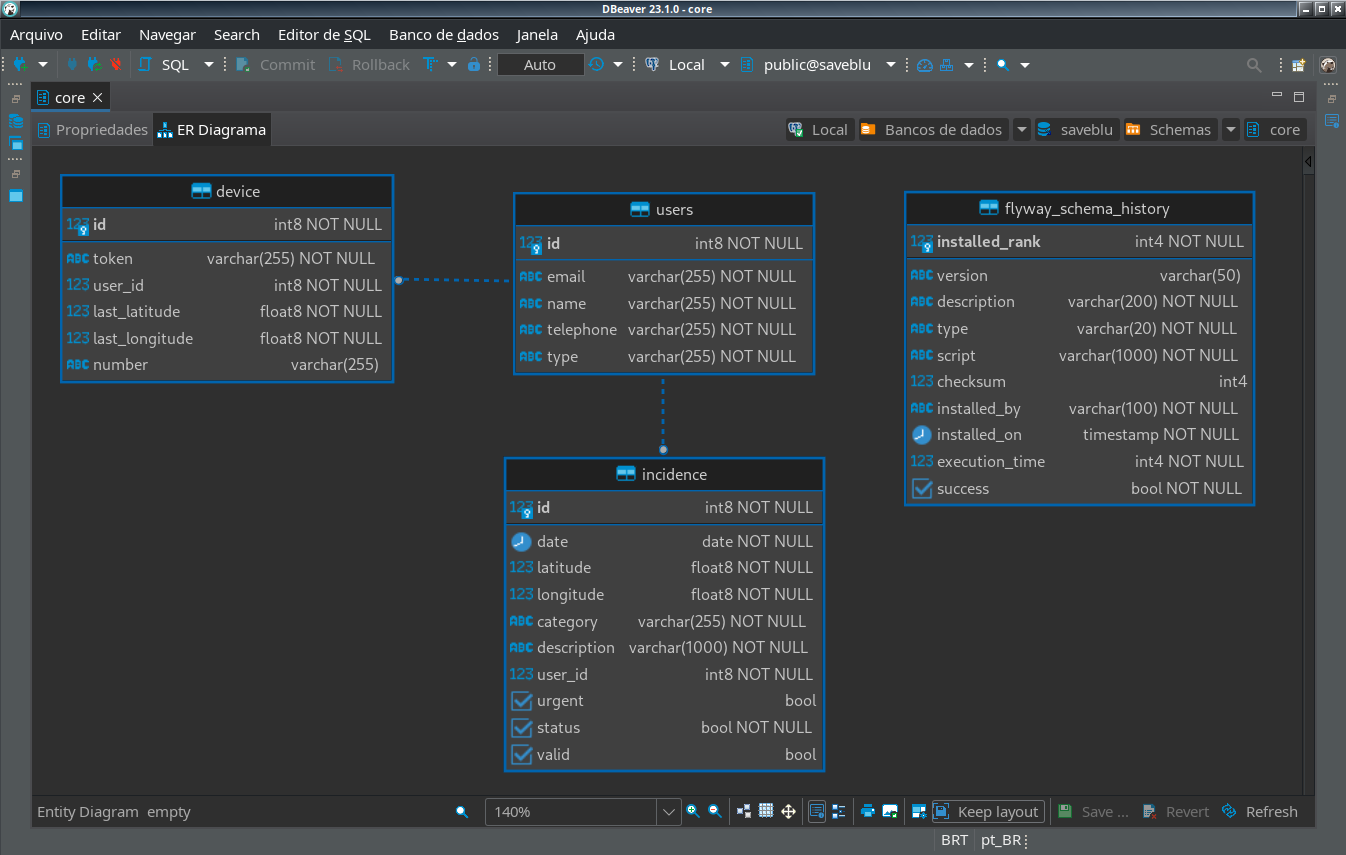 DBeaver 23.1.0 - core
Arquivo Editar Navegar Search Editor de SQL Banco de dados Janela Ajuda
SQL Commit Rollback Auto Local public@saveblu
core
Propriedades ER Diagrama Local Bancos de dados saveblu Schemas core
device
123 id int8 NOT NULL
ABC token varchar(255) NOT NULL
123 user_id int8 NOT NULL
123 last_latitude float8 NOT NULL
123 last_longitude float8 NOT NULL
ABC number varchar(255)
users
123 id int8 NOT NULL
ABC email varchar(255) NOT NULL
ABC name varchar(255) NOT NULL
ABC telephone varchar(255) NOT NULL
ABC type varchar(255) NOT NULL
flyway_schema_history
123 installed_rank int4 NOT NULL
ABC version varchar(50)
ABC description varchar(200) NOT NULL
ABC type varchar(20) NOT NULL
ABC script varchar(1000) NOT NULL
123 checksum int4
ABC installed_by varchar(100) NOT NULL
installed_on timestamp NOT NULL
123 execution_time int4 NOT NULL
success bool NOT NULL
incidence
123 id int8 NOT NULL
date date NOT NULL
123 latitude float8 NOT NULL
123 longitude float8 NOT NULL
ABC category varchar(255) NOT NULL
ABC description varchar(1000) NOT NULL
123 user_id int8 NOT NULL
urgent bool
status bool NOT NULL
valid bool
Entity Diagram empty 140% Keep layout Save ... Revert Refresh
BRT pt_BR